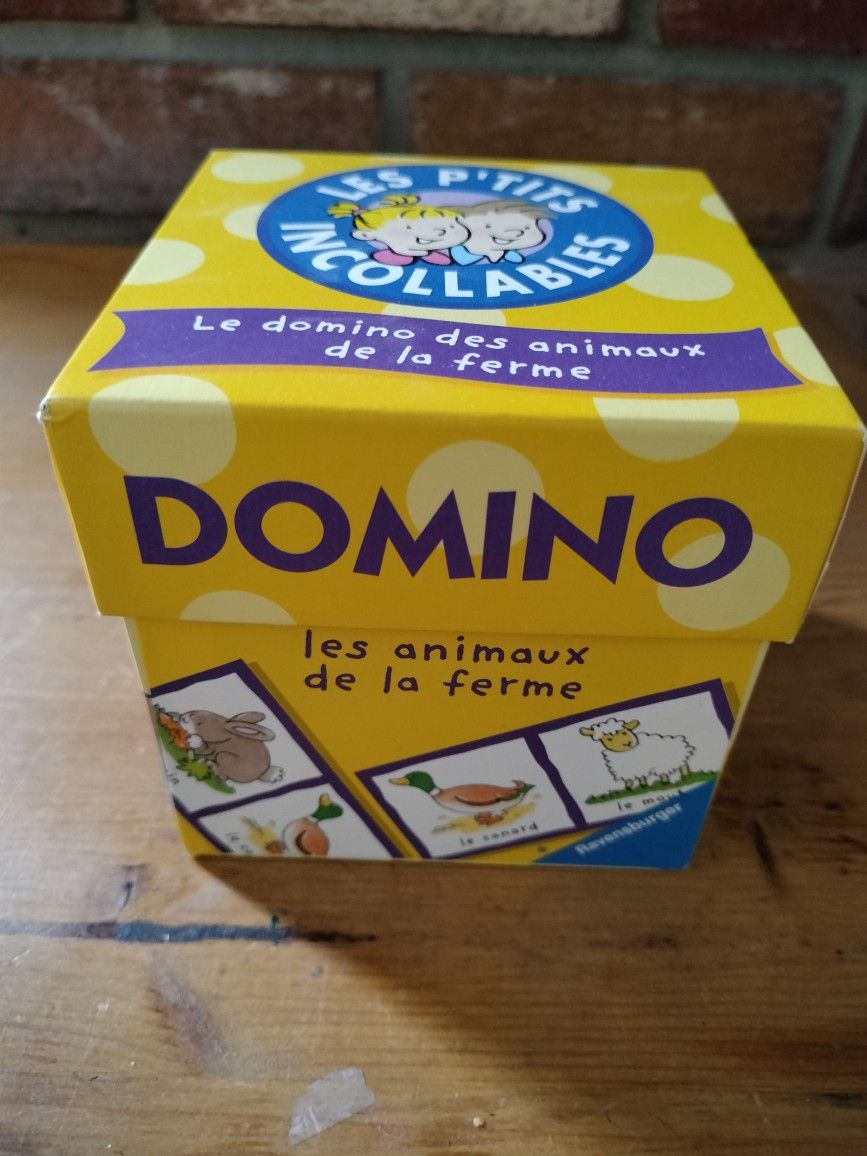 LES P'TITS
INCOLLABLES
Le domino des animaux
de la ferme
DOMINO
les animaux
de la ferme
le canard
le
Ravensburger